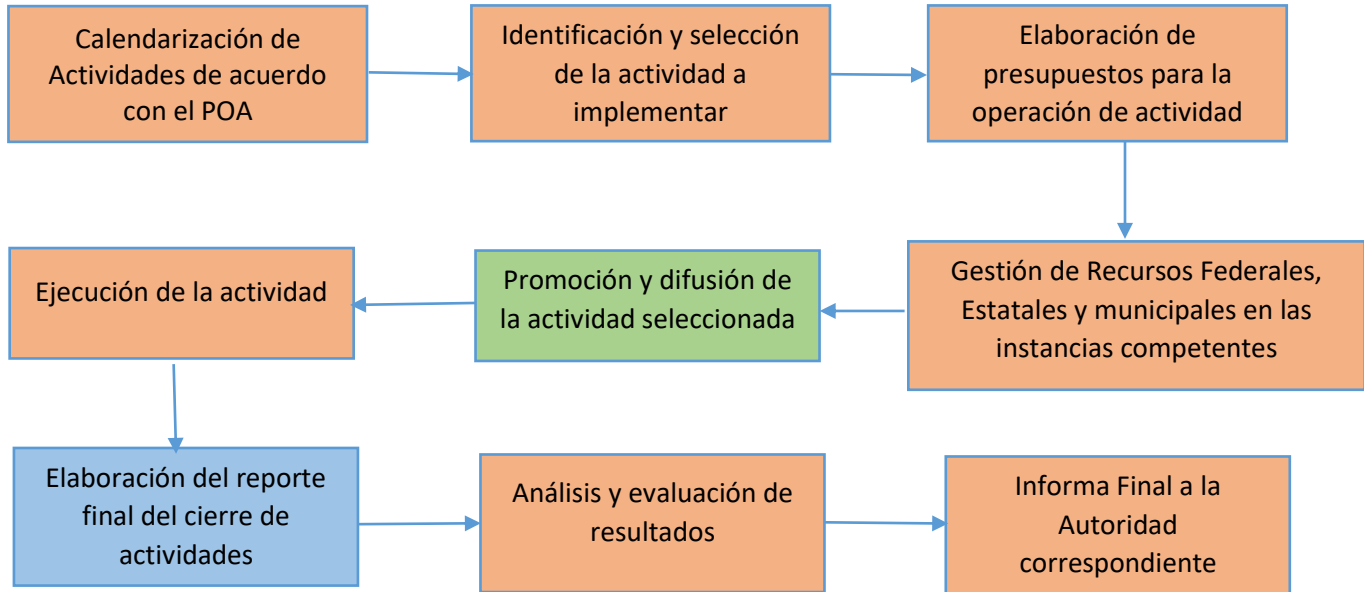 Calendarización de
Actividades de acuerdo
con el POA
Identificación y selección
de la actividad a
implementar
Elaboración de
presupuestos para la
operación de actividad
Gestión de Recursos Federales,
Estatales y municipales en las
instancias competentes
Promoción y difusión de
la actividad seleccionada
Ejecución de la actividad
Elaboración del reporte
final del cierre de
actividades
Análisis y evaluación de
resultados
Informa Final a la
Autoridad
correspondiente